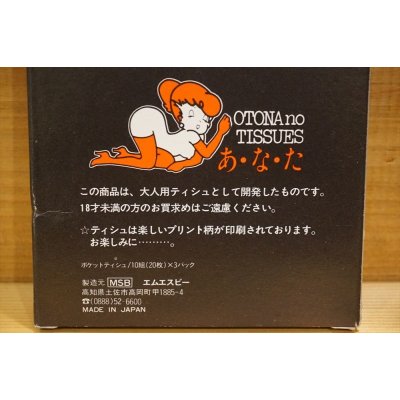 OTONA no
TISSUES
あ・な・た
この商品は、大人用ティシュとして開発したものです。
18才未満の方のお買求めはご遠慮ください。
☆ティシュは楽しいプリント柄が印刷されております。
お楽しみに………。
ポケットティシュ/10組(20枚)×3パック
製造元 MSB エムエスビー
高知県土佐市高岡町甲1885-4
☎(0888)52-6600
MADE IN JAPAN